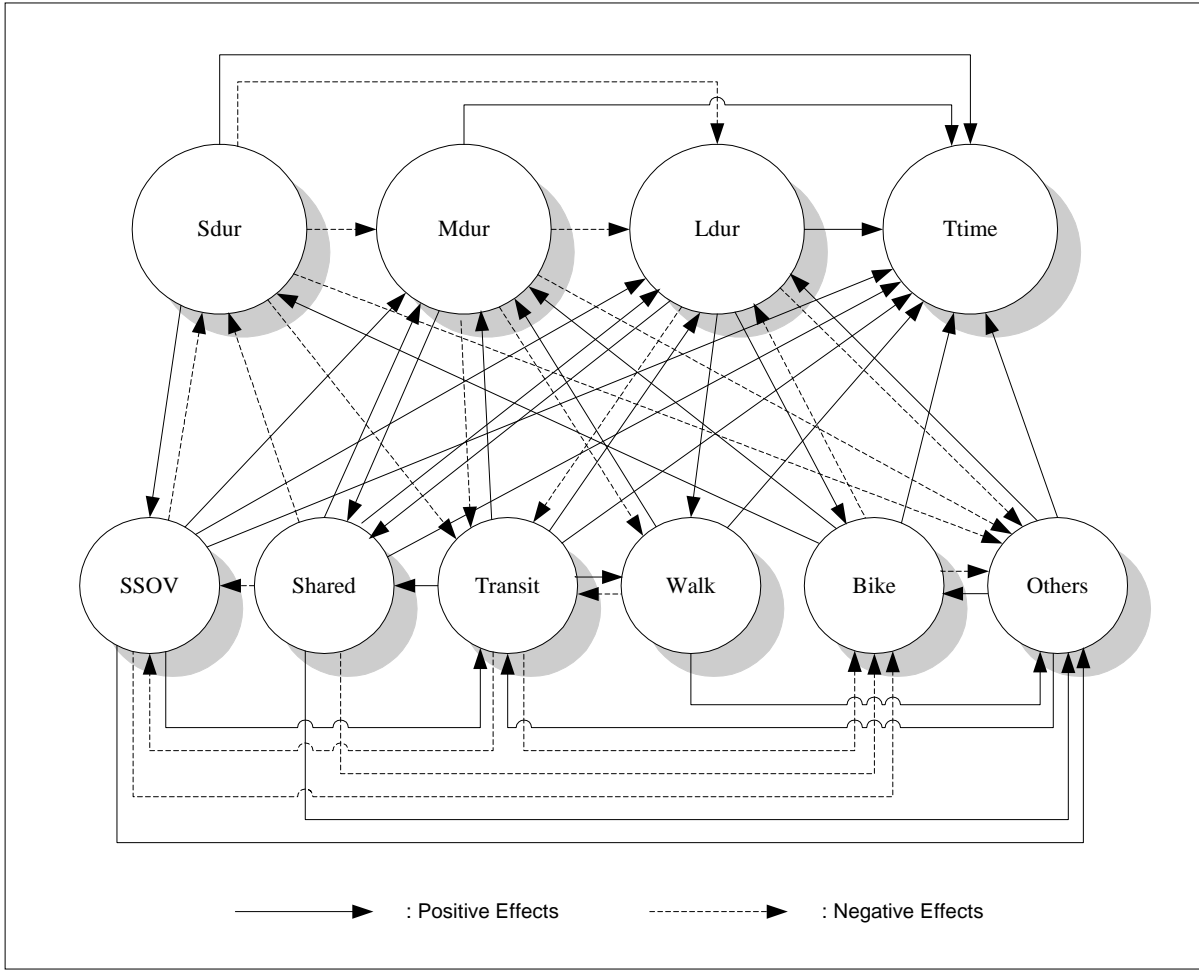 Sdur
Mdur
Ldur
Ttime
SSOV
Shared
Transit
Walk
Bike
Others
: Positive Effects
: Negative Effects